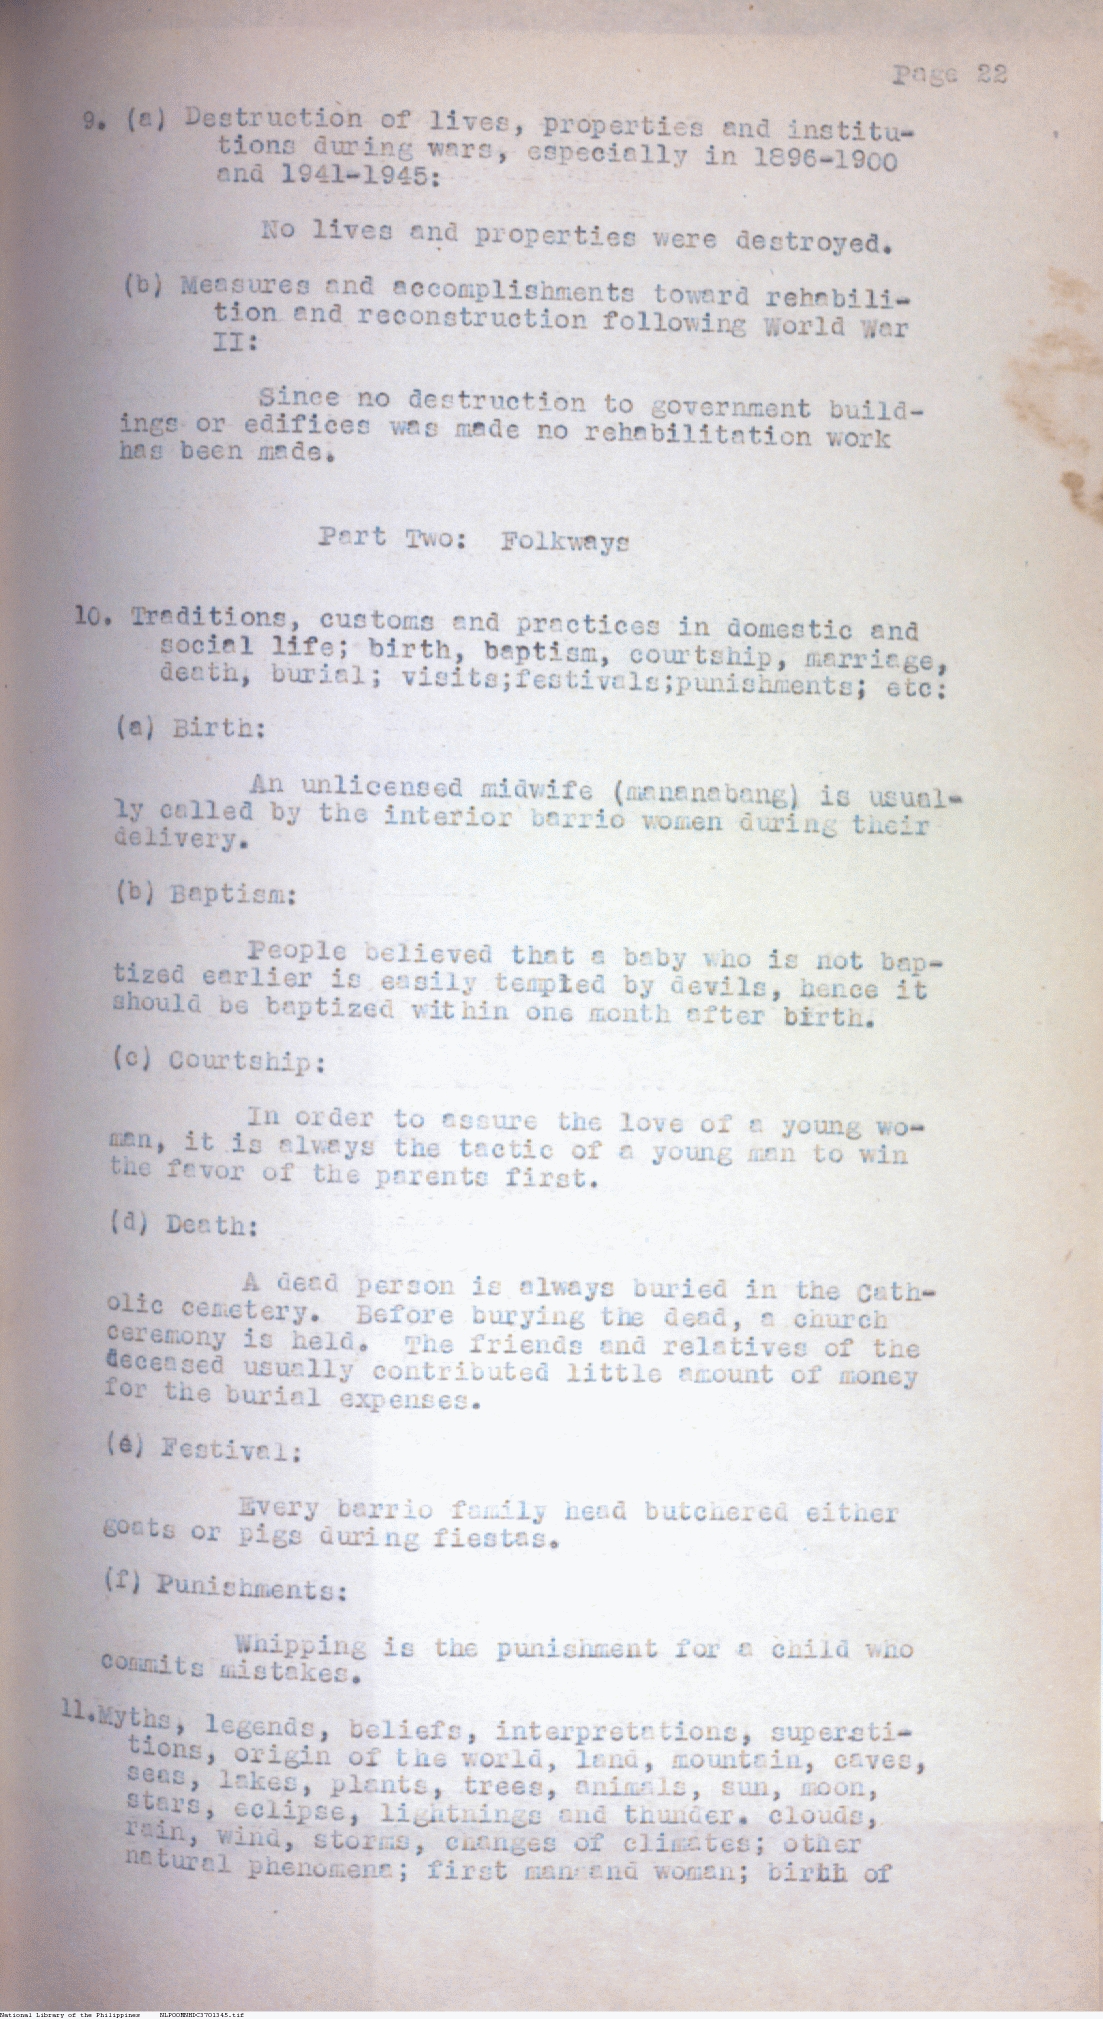 Page 22
9. (a) Destruction of lives, properties and institu-
tions during wars, especially in 1896-1900
and 1941-1945:
No lives and properties were destroyed.
(b) Measures and accomplishments toward rehabili-
tion and reconstruction following World War
II:
Since no destruction to government build-
ings or edifices was made no rehabilitation work
has been made.
Part Two: Folkways
10. Traditions, customs and practices in domestic and
social life; birth, baptism, courtship, marriage,
death, burial; visits;festivals;punishments; etc:
(a) Birth:
An unlicensed midwife (mananabang) is usual-
ly called by the interior barrio women during their
delivery.
(b) Baptism:
People believed that a baby who is not bap-
tized earlier is easily tempted by devils, hence it
should be baptized within one month after birth.
(c) Courtship:
In order to assure the love of a young wo-
man, it is always the tactic of a young man to win
the favor of the parents first.
(d) Death:
A dead person is always buried in the Cath-
olic cemetery. Before burying the dead, a church
ceremony is held. The friends and relatives of the
deceased usually contributed little amount of money
for the burial expenses.
(e) Festival:
Every barrio family head butchered either
goats or pigs during fiestas.
(f) Punishments:
Whipping is the punishment for a child who
commits mistakes.
11.Myths, legends, beliefs, interpretations, supersti-
tions, origin of the world, land, mountain, caves,
seas, lakes, plants, trees, animals, sun, moon,
stars, eclipse, lightnings and thunder. clouds,
rain, wind, storms, changes of climates; other
natural phenomena; first man and woman; birth of
National Library of the Philippines NLPOOMNHDC3701345.tif